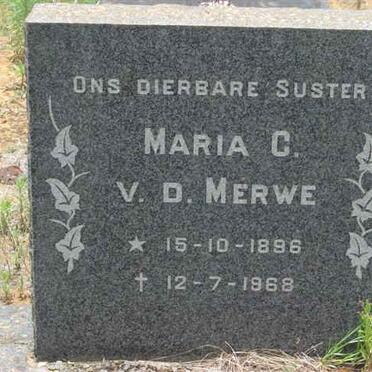 ONS DIERBARE SUSTER
MARIA C.
V. D. MERWE
★ 15-10-1896
✝ 12-7-1968